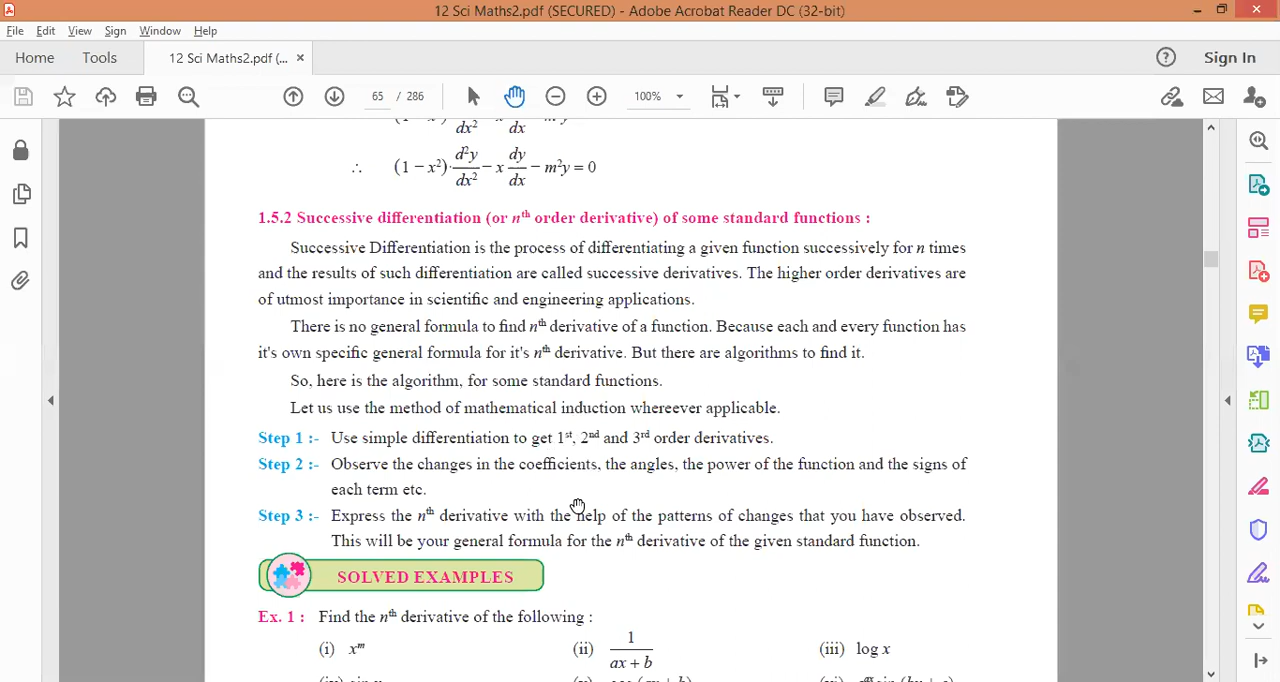 12 Sci Maths2.pdf (SECURED) - Adobe Acrobat Reader DC (32-bit)
File Edit View Sign Window Help
Home Tools 12 Sci Maths2.pdf (... × Sign In
65 / 286 100%
dx² dx
∴ (1 − x²)·d²y/dx² − x dy/dx − m²y = 0
1.5.2 Successive differentiation (or nth order derivative) of some standard functions :
Successive Differentiation is the process of differentiating a given function successively for n times
and the results of such differentiation are called successive derivatives. The higher order derivatives are
of utmost importance in scientific and engineering applications.
There is no general formula to find nth derivative of a function. Because each and every function has
it's own specific general formula for it's nth derivative. But there are algorithms to find it.
So, here is the algorithm, for some standard functions.
Let us use the method of mathematical induction whereever applicable.
Step 1 :- Use simple differentiation to get 1st, 2nd and 3rd order derivatives.
Step 2 :- Observe the changes in the coefficients, the angles, the power of the function and the signs of
each term etc.
Step 3 :- Express the nth derivative with the help of the patterns of changes that you have observed.
This will be your general formula for the nth derivative of the given standard function.
SOLVED EXAMPLES
Ex. 1 : Find the nth derivative of the following :
(i) xᵐ (ii) 1/(ax + b) (iii) log x